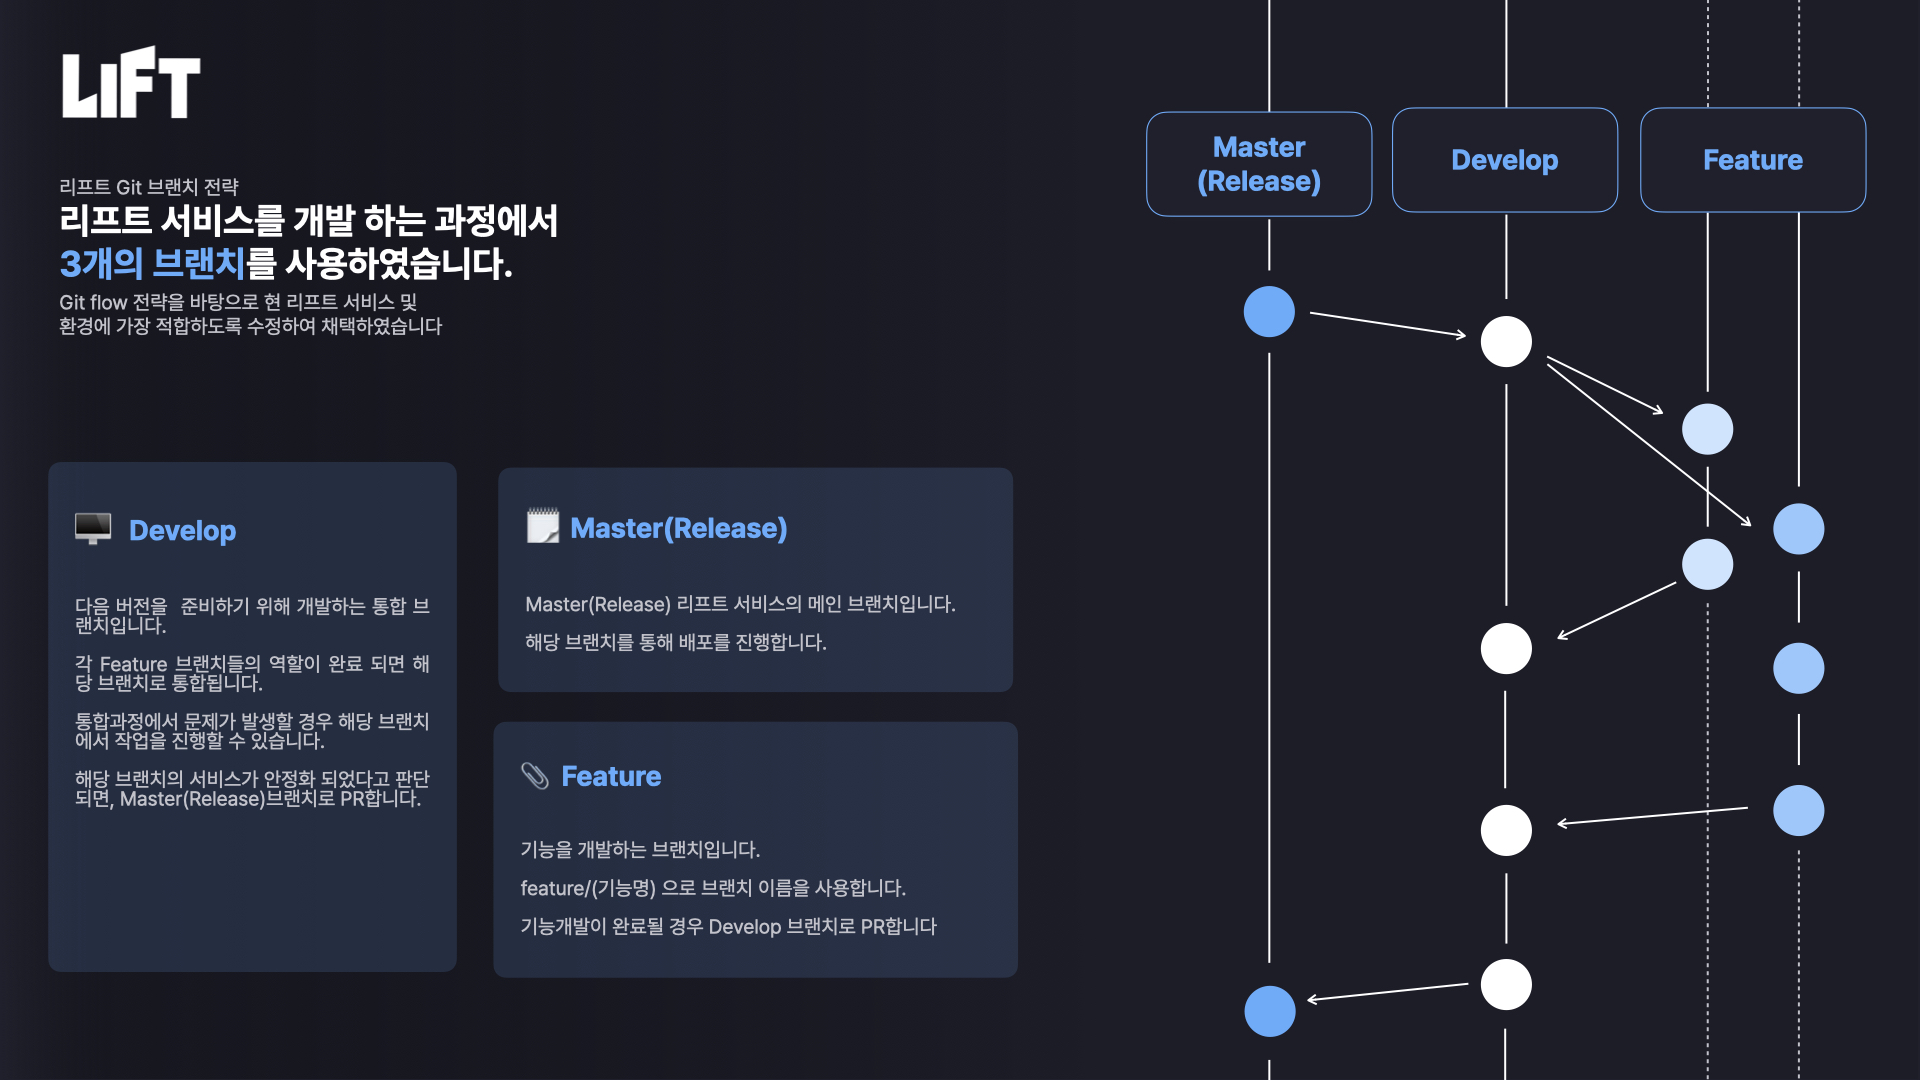 LIFT
리프트 Git 브랜치 전략
리프트 서비스를 개발 하는 과정에서
3개의 브랜치를 사용하였습니다.
Git flow 전략을 바탕으로 현 리프트 서비스 및
환경에 가장 적합하도록 수정하여 채택하였습니다
Develop
다음 버전을  준비하기 위해 개발하는 통합 브
랜치입니다.
각 Feature 브랜치들의 역할이 완료 되면 해
당 브랜치로 통합됩니다.
통합과정에서 문제가 발생할 경우 해당 브랜치
에서 작업을 진행할 수 있습니다.
해당 브랜치의 서비스가 안정화 되었다고 판단
되면, Master(Release)브랜치로 PR합니다.
Master(Release)
Master(Release) 리프트 서비스의 메인 브랜치입니다.
해당 브랜치를 통해 배포를 진행합니다.
Feature
기능을 개발하는 브랜치입니다.
feature/(기능명) 으로 브랜치 이름을 사용합니다.
기능개발이 완료될 경우 Develop 브랜치로 PR합니다
Master
(Release)
Develop
Feature